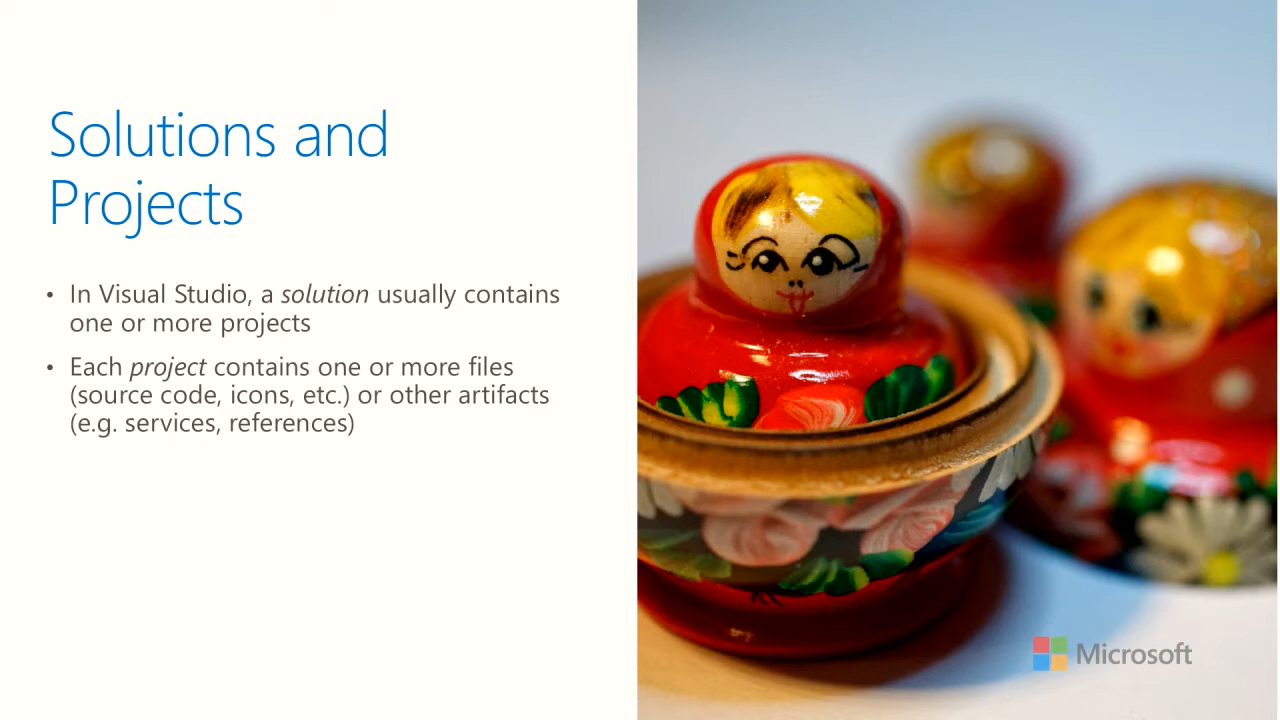 Solutions and
Projects
• In Visual Studio, a solution usually contains
one or more projects
• Each project contains one or more files
(source code, icons, etc.) or other artifacts
(e.g. services, references)
Microsoft